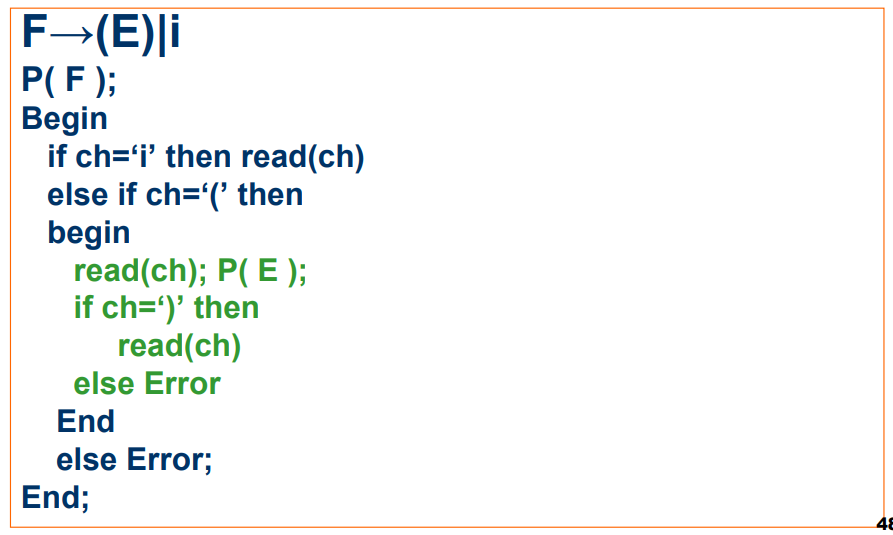 F→(E)|i
P( F );
Begin
if ch=‘i’ then read(ch)
else if ch=‘(’ then
begin
read(ch); P( E );
if ch=‘)’ then
read(ch)
else Error
End
else Error;
End;
48